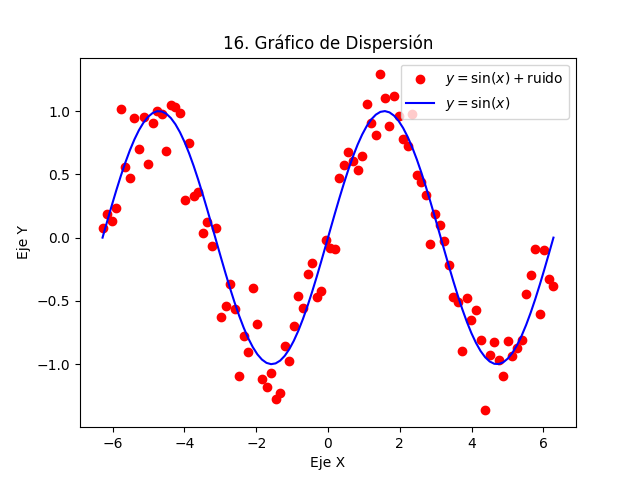 16. Gráfico de Dispersión
y = sin(x) + ruido
y = sin(x)
Eje Y
1.0
0.5
0.0
−0.5
−1.0
−6 −4 −2 0 2 4 6
Eje X